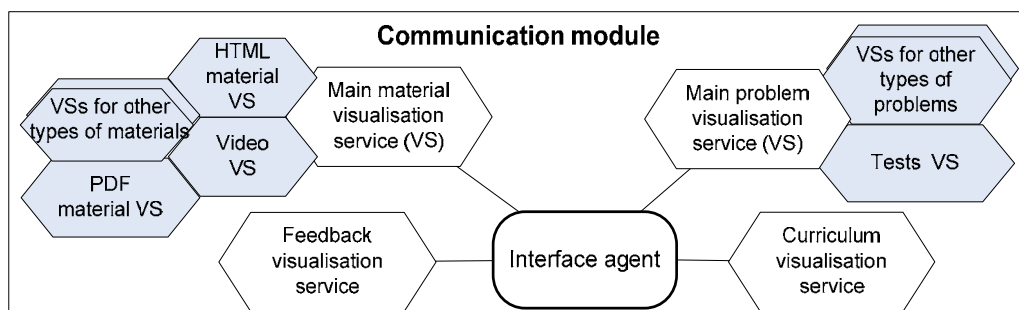 Communication module
HTML
material
VS
VSs for other
types of materials
Video
VS
PDF
material VS
Main material
visualisation
service (VS)
Main problem
visualisation
service (VS)
VSs for other
types of
problems
Tests VS
Feedback
visualisation
service
Interface agent
Curriculum
visualisation
service